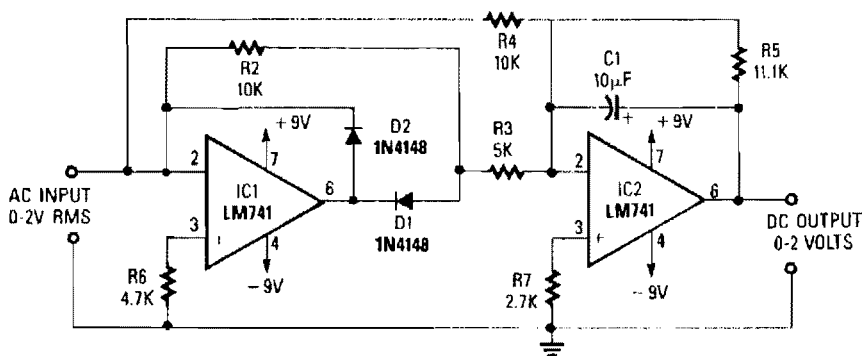 R4
10K
R2
10K
C1
10µF
+
R5
11.1K
+9V
D2
1N4148
R3
5K
+9V
2
7
2
7
AC INPUT
0-2V RMS
IC1
LM741
6
IC2
LM741
6
DC OUTPUT
0-2 VOLTS
D1
1N4148
3
+
4
3
+
4
R6
4.7K
-9V
R7
2.7K
-9V